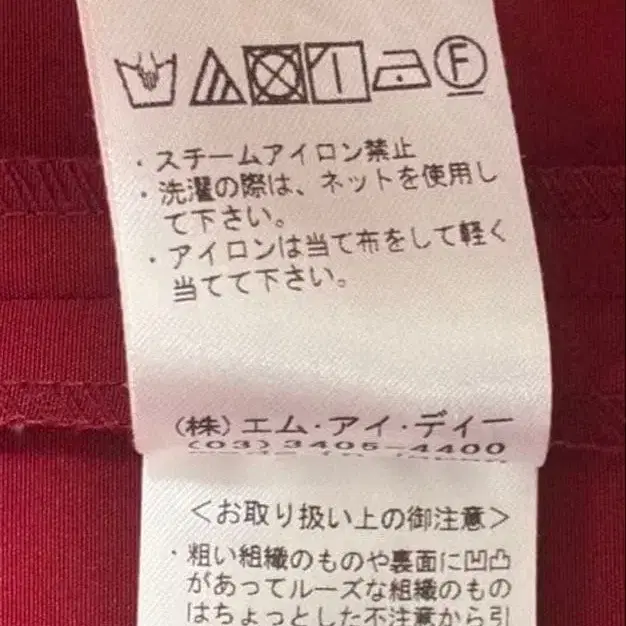 F
・スチームアイロン禁止
・洗濯の際は、ネットを使用し
て下さい。
・アイロンは当て布をして軽く
当てて下さい。
(株)エム・アイ・ディー
(03)3405-4400
<お取り扱い上の御注意>
・粗い組織のものや裏面に凹凸
があってルーズな組織のもの
はちょっとした不注意から引